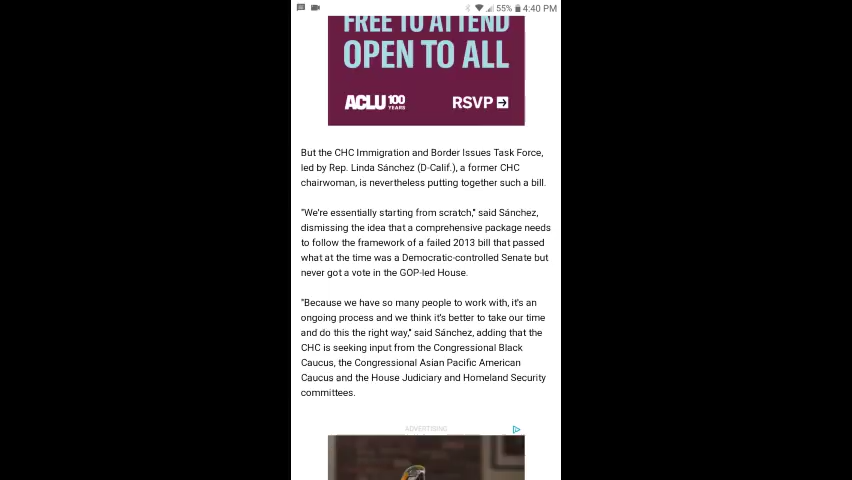 55% 4:40 PM
FREE TO ATTEND
OPEN TO ALL
ACLU 100 YEARS RSVP
But the CHC Immigration and Border Issues Task Force,
led by Rep. Linda Sánchez (D-Calif.), a former CHC
chairwoman, is nevertheless putting together such a bill.
"We're essentially starting from scratch," said Sánchez,
dismissing the idea that a comprehensive package needs
to follow the framework of a failed 2013 bill that passed
what at the time was a Democratic-controlled Senate but
never got a vote in the GOP-led House.
"Because we have so many people to work with, it's an
ongoing process and we think it's better to take our time
and do this the right way," said Sánchez, adding that the
CHC is seeking input from the Congressional Black
Caucus, the Congressional Asian Pacific American
Caucus and the House Judiciary and Homeland Security
committees.
ADVERTISING